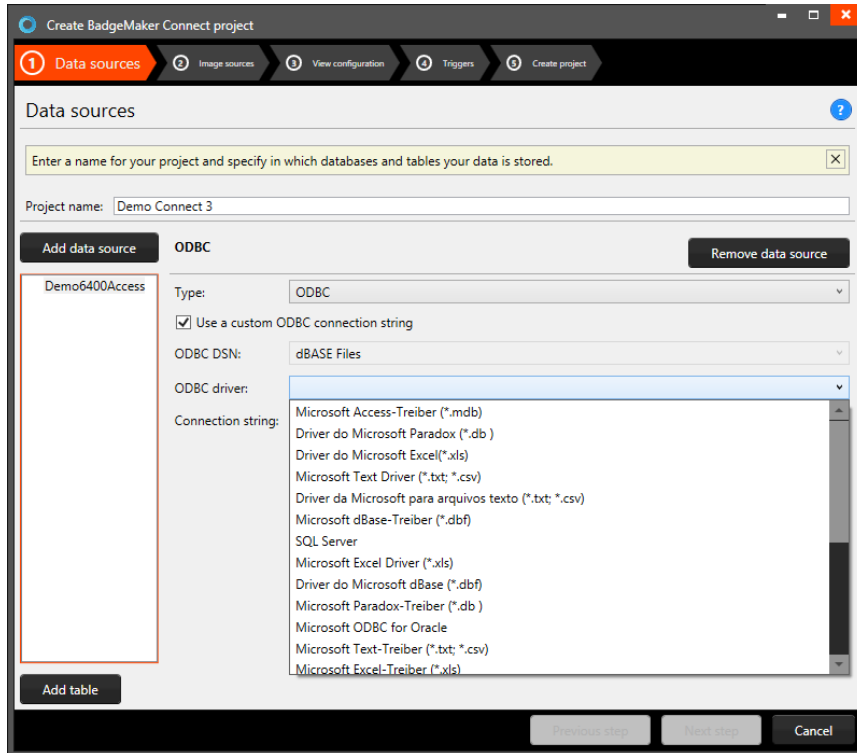 Create BadgeMaker Connect project
1 Data sources 2 Image sources 3 View configuration 4 Triggers 5 Create project
Data sources ?
Enter a name for your project and specify in which databases and tables your data is stored.
Project name: Demo Connect 3
Add data source ODBC Remove data source
Demo6400Access
Type: ODBC
Use a custom ODBC connection string
ODBC DSN: dBASE Files
ODBC driver:
Connection string:
Microsoft Access-Treiber (*.mdb)
Driver do Microsoft Paradox (*.db )
Driver do Microsoft Excel(*.xls)
Microsoft Text Driver (*.txt; *.csv)
Driver da Microsoft para arquivos texto (*.txt; *.csv)
Microsoft dBase-Treiber (*.dbf)
SQL Server
Microsoft Excel Driver (*.xls)
Driver do Microsoft dBase (*.dbf)
Microsoft Paradox-Treiber (*.db )
Microsoft ODBC for Oracle
Microsoft Text-Treiber (*.txt; *.csv)
Microsoft Excel-Treiber (*.xls)
Add table
Previous step Next step Cancel